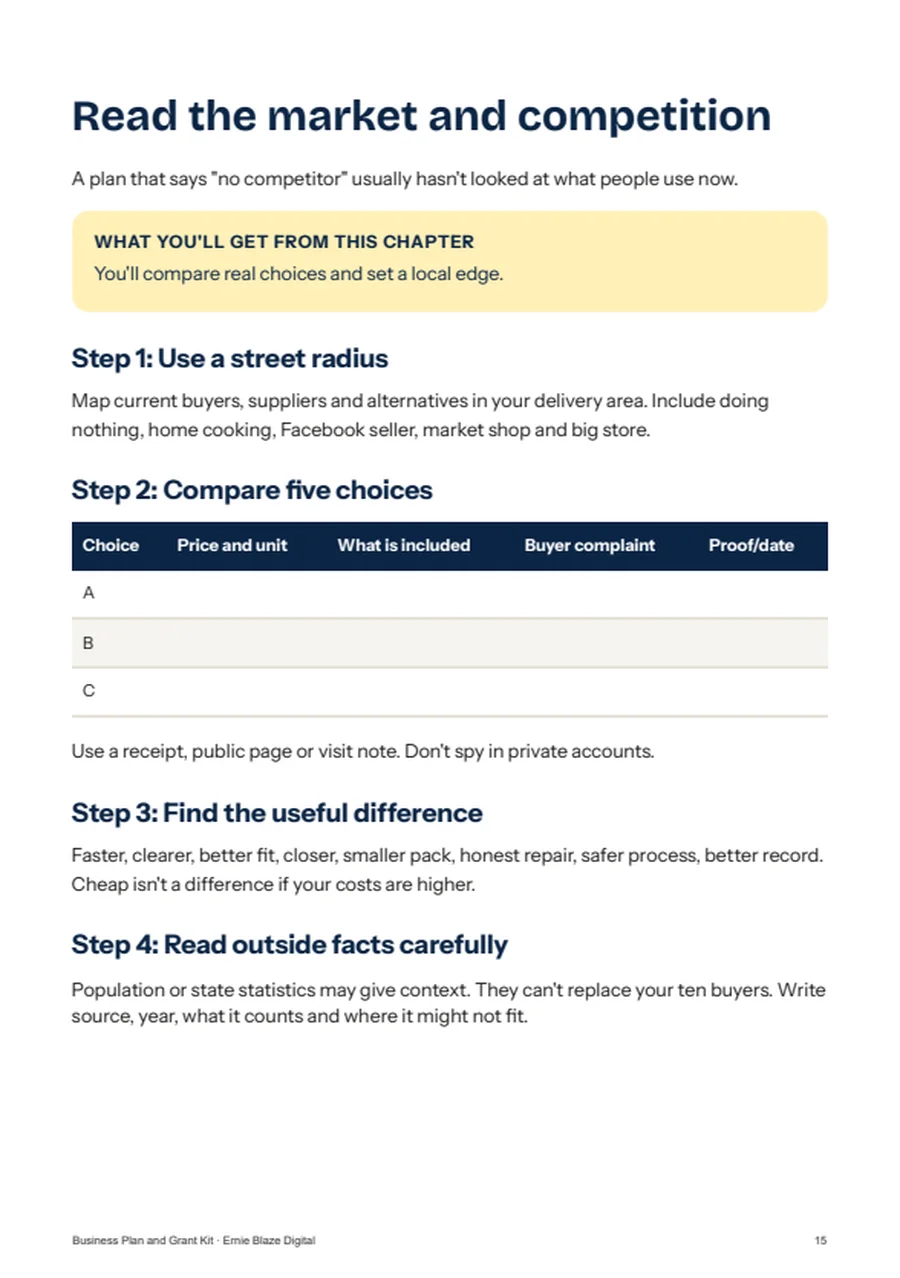 Read the market and competition
A plan that says "no competitor" usually hasn't looked at what people use now.
WHAT YOU'LL GET FROM THIS CHAPTER
You'll compare real choices and set a local edge.
Step 1: Use a street radius
Map current buyers, suppliers and alternatives in your delivery area. Include doing
nothing, home cooking, Facebook seller, market shop and big store.
Step 2: Compare five choices
Choice Price and unit What is included Buyer complaint Proof/date
A
B
C
Use a receipt, public page or visit note. Don't spy in private accounts.
Step 3: Find the useful difference
Faster, clearer, better fit, closer, smaller pack, honest repair, safer process, better record.
Cheap isn't a difference if your costs are higher.
Step 4: Read outside facts carefully
Population or state statistics may give context. They can't replace your ten buyers. Write
source, year, what it counts and where it might not fit.
Business Plan and Grant Kit · Ernie Blaze Digital 15